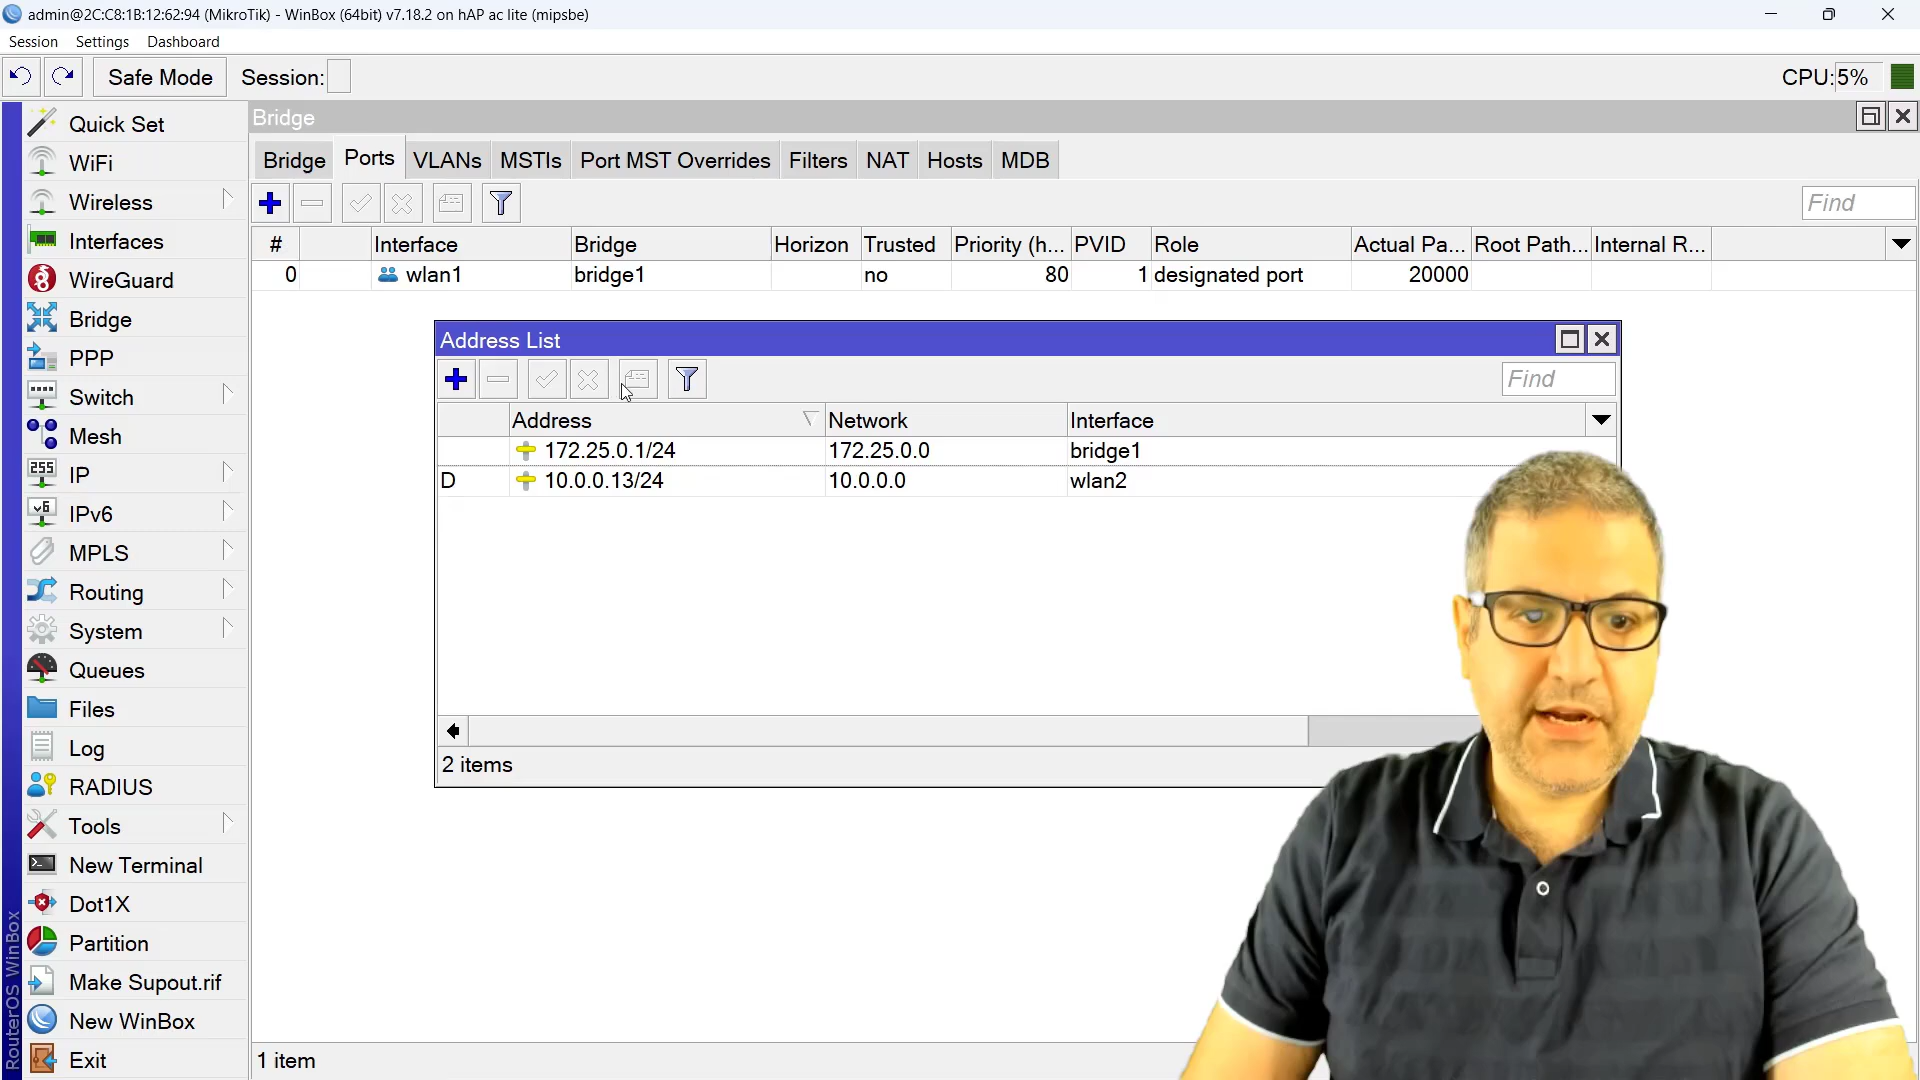 admin@2C:C8:1B:12:62:94 (MikroTik) - WinBox (64bit) v7.18.2 on hAP ac lite (mipsbe)
Session Settings Dashboard
Safe Mode Session: CPU: 5%
Quick Set
WiFi
Wireless
Interfaces
WireGuard
Bridge
PPP
Switch
Mesh
255 IP
v6 IPv6
MPLS
Routing
System
Queues
Files
Log
RADIUS
Tools
New Terminal
Dot1X
Partition
Make Supout.rif
New WinBox
Exit
RouterOS WinBox
Bridge
Bridge Ports VLANs MSTIs Port MST Overrides Filters NAT Hosts MDB
Find
# Interface Bridge Horizon Trusted Priority (h... PVID Role Actual Pa... Root Path... Internal R...
0 wlan1 bridge1 no 80 1 designated port 20000
Address List
Find
Address Network Interface
172.25.0.1/24 172.25.0.0 bridge1
D 10.0.0.13/24 10.0.0.0 wlan2
2 items
1 item